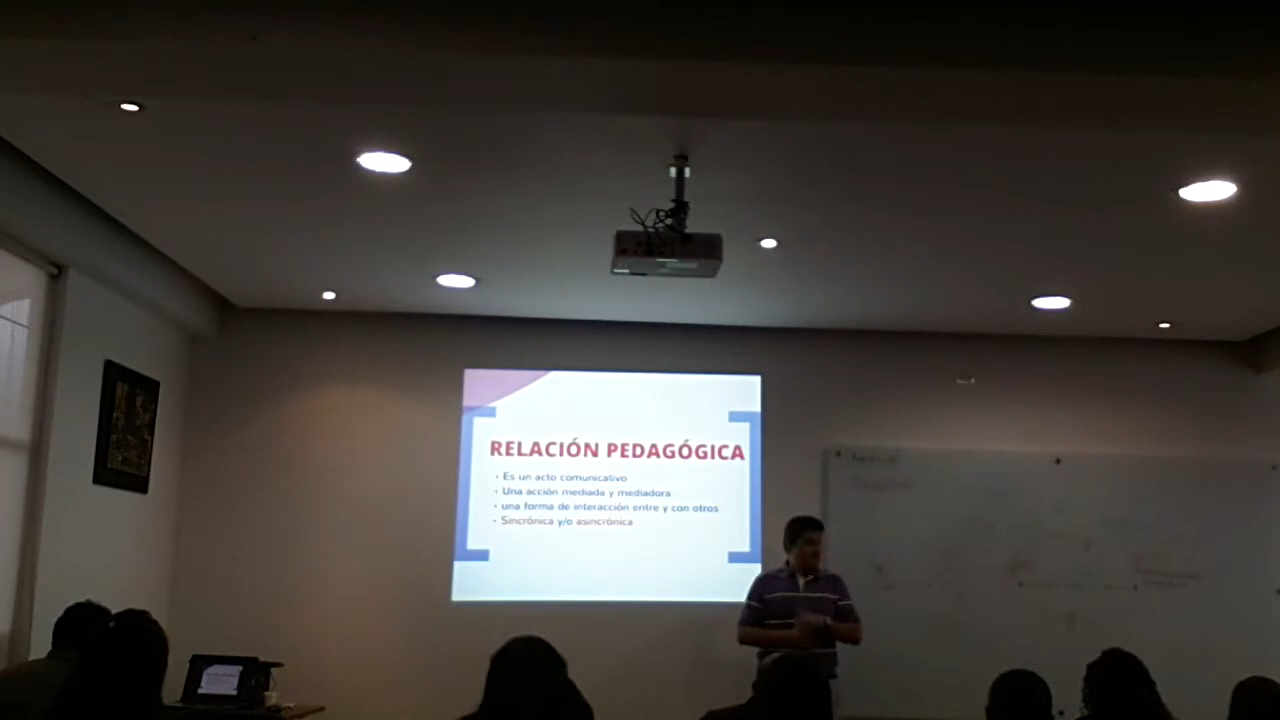 RELACIÓN PEDAGÓGICA
• Es un acto comunicativo
• Una acción mediada y mediadora
• una forma de interacción entre y con otros
• Sincrónica y/o asincrónica